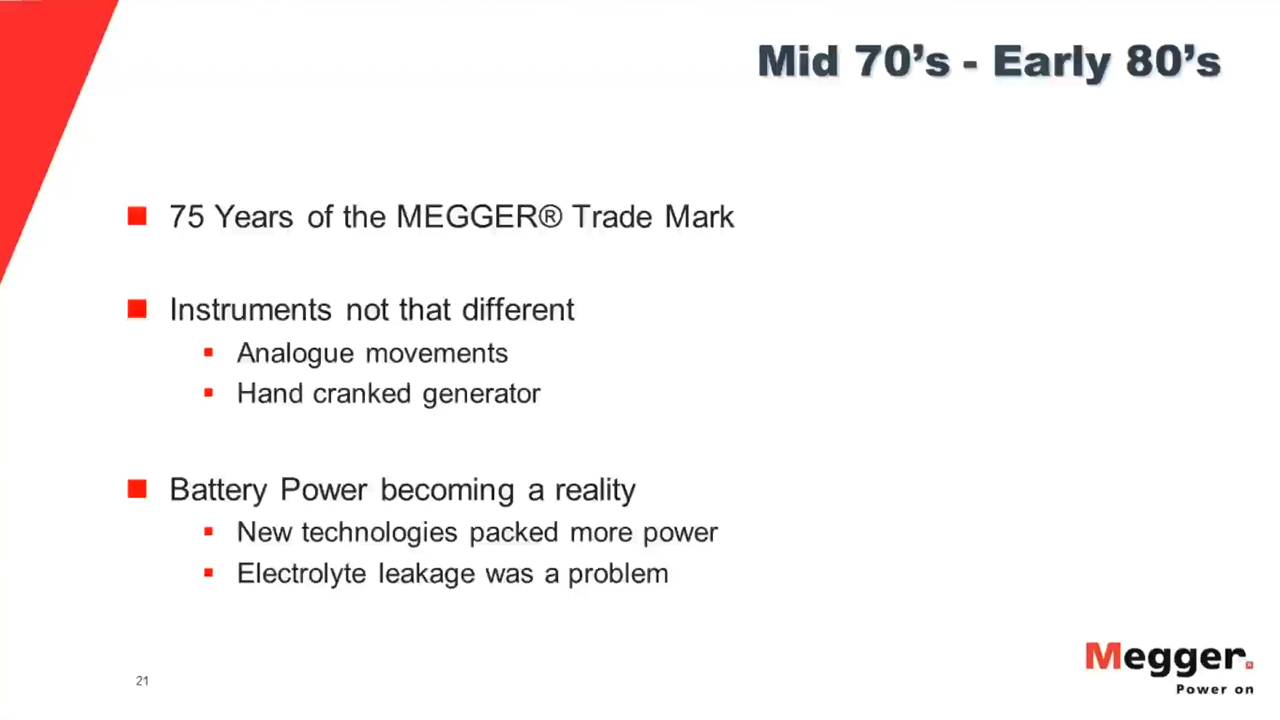 Mid 70’s - Early 80’s
75 Years of the MEGGER® Trade Mark
Instruments not that different
Analogue movements
Hand cranked generator
Battery Power becoming a reality
New technologies packed more power
Electrolyte leakage was a problem
21
Megger
Power on